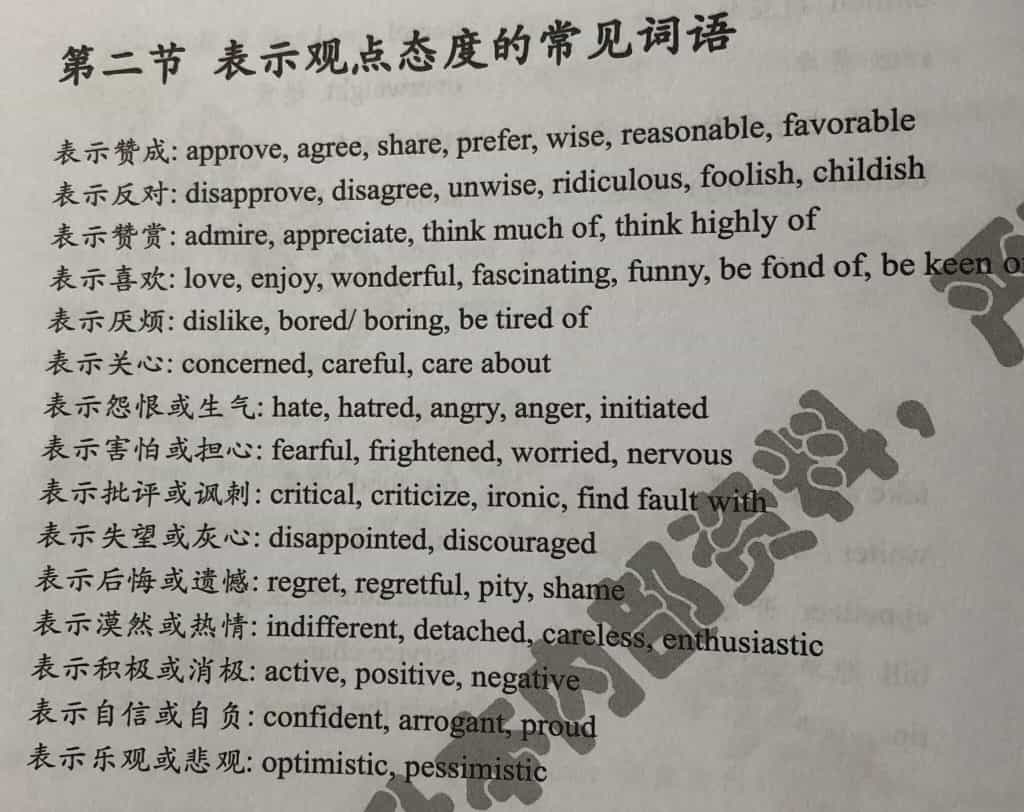 第二节 表示观点态度的常见词语
表示赞成: approve, agree, share, prefer, wise, reasonable, favorable
表示反对: disapprove, disagree, unwise, ridiculous, foolish, childish
表示赞赏: admire, appreciate, think much of, think highly of
表示喜欢: love, enjoy, wonderful, fascinating, funny, be fond of, be keen on
表示厌烦: dislike, bored/ boring, be tired of
表示关心: concerned, careful, care about
表示怨恨或生气: hate, hatred, angry, anger, initiated
表示害怕或担心: fearful, frightened, worried, nervous
表示批评或讽刺: critical, criticize, ironic, find fault with
表示失望或灰心: disappointed, discouraged
表示后悔或遗憾: regret, regretful, pity, shame
表示漠然或热情: indifferent, detached, careless, enthusiastic
表示积极或消极: active, positive, negative
表示自信或自负: confident, arrogant, proud
表示乐观或悲观: optimistic, pessimistic
内部资料,